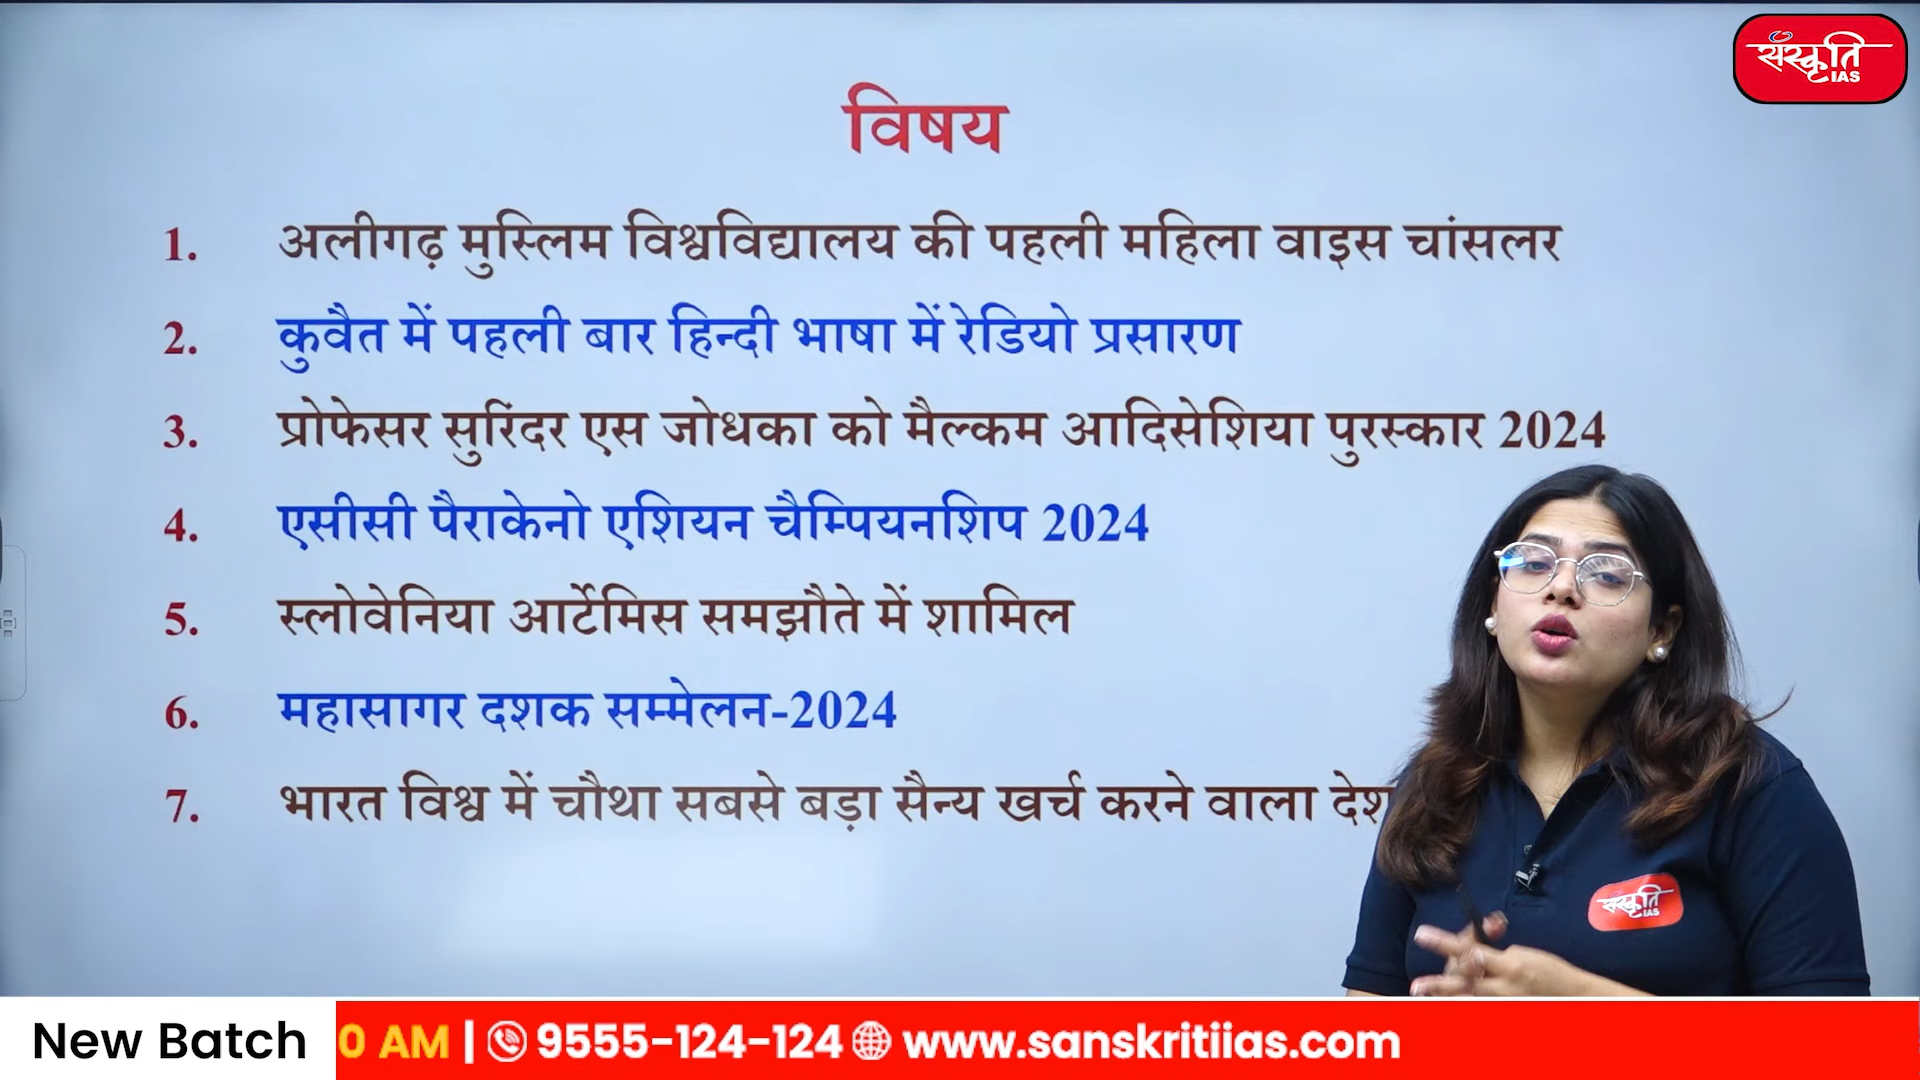 संस्कृति
IAS
विषय
1. अलीगढ़ मुस्लिम विश्वविद्यालय की पहली महिला वाइस चांसलर
2. कुवैत में पहली बार हिन्दी भाषा में रेडियो प्रसारण
3. प्रोफेसर सुरिंदर एस जोधका को मैल्कम आदिसेशिया पुरस्कार 2024
4. एसीसी पैराकेनो एशियन चैम्पियनशिप 2024
5. स्लोवेनिया आर्टेमिस समझौते में शामिल
6. महासागर दशक सम्मेलन-2024
7. भारत विश्व में चौथा सबसे बड़ा सैन्य खर्च करने वाला देश
संस्कृति
IAS
New Batch 0 AM | 9555-124-124 www.sanskritiias.com